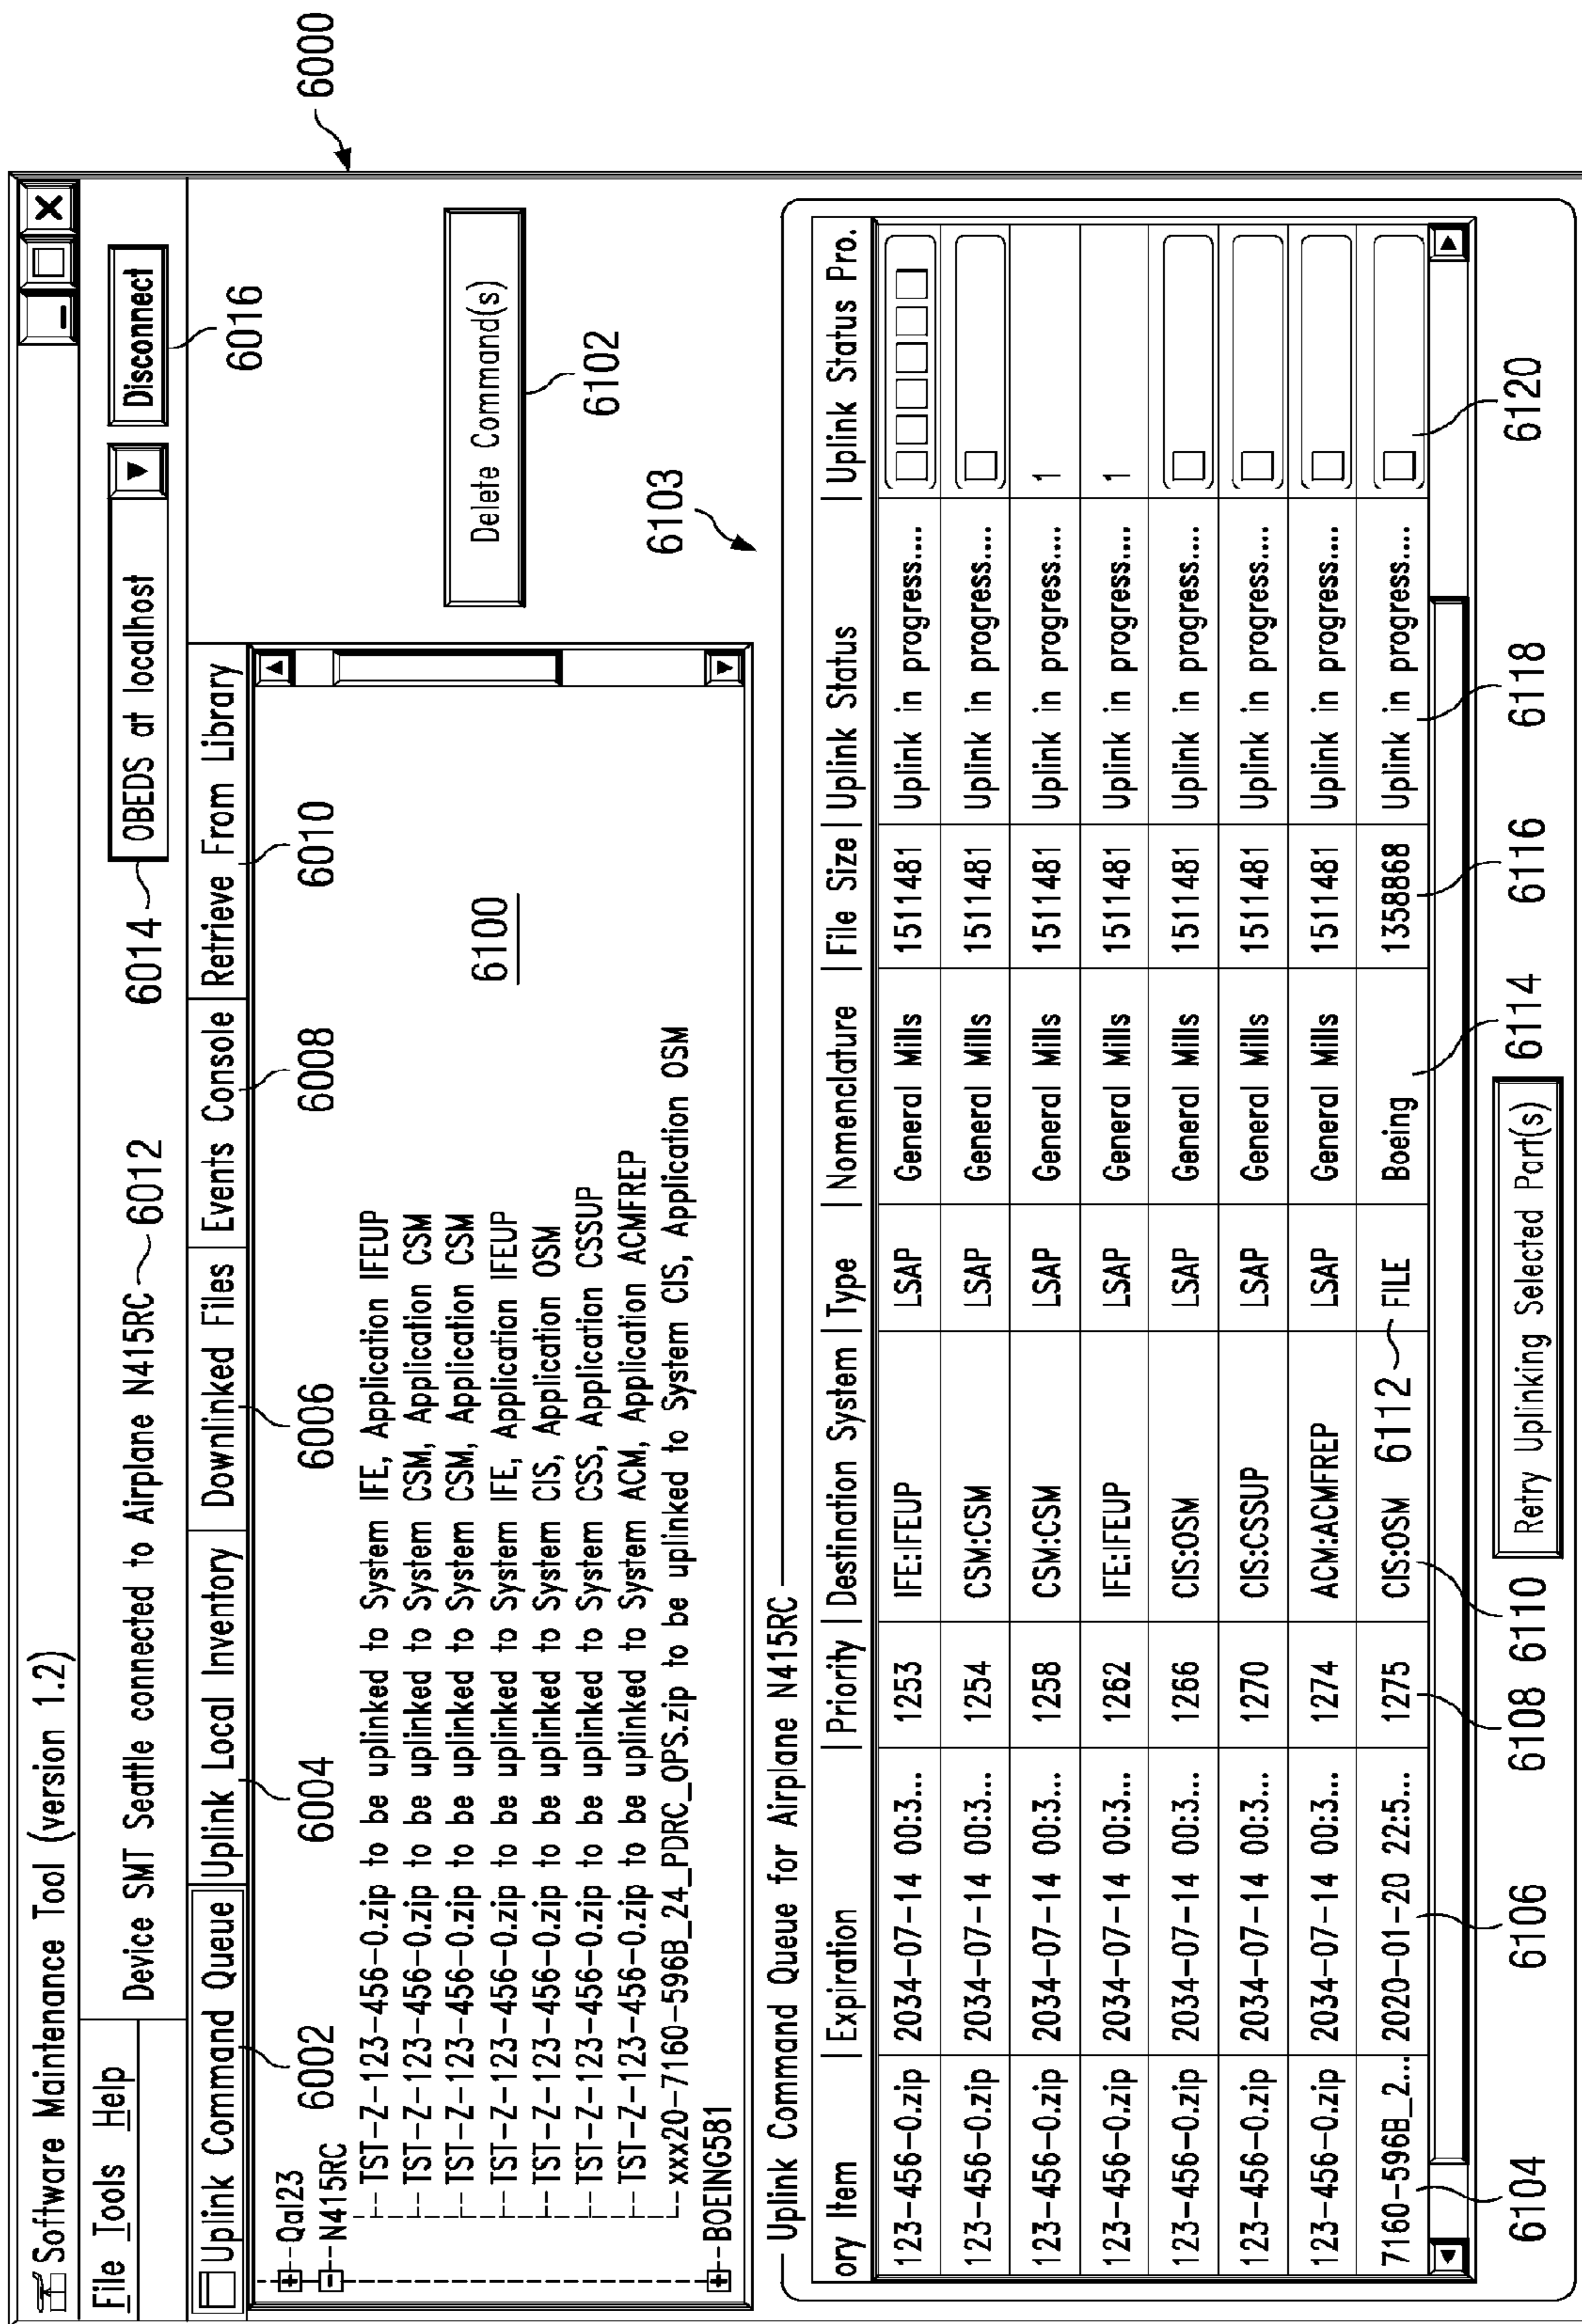 Software Maintenance Tool (version 1.2)
File Tools Help
Device SMT Seattle connected to Airplane N415RC 6012
6014 OBEDS at localhost
Disconnect
6016
6000
Uplink Command Queue Uplink Local Inventory Downlinked Files Events Console Retrieve From Library
6002 6004 6006 6008 6010
Qal23
N415RC
TST-Z-123-456-0.zip to be uplinked to System IFE, Application IFEUP
TST-Z-123-456-0.zip to be uplinked to System CSM, Application CSM
TST-Z-123-456-0.zip to be uplinked to System CSM, Application CSM
TST-Z-123-456-0.zip to be uplinked to System IFE, Application IFEUP
TST-Z-123-456-0.zip to be uplinked to System CIS, Application OSM
TST-Z-123-456-0.zip to be uplinked to System CSS, Application CSSUP
TST-Z-123-456-0.zip to be uplinked to System ACM, Application ACMFREP
xxx20-7160-596B_24_PDRC_OPS.zip to be uplinked to System CIS, Application OSM
BOEING581
6100
Delete Command(s)
6102
6103
Uplink Command Queue for Airplane N415RC
ory Item | Expiration | Priority | Destination System | Type | Nomenclature | File Size | Uplink Status | Uplink Status Pro.
123-456-0.zip 2034-07-14 00:3... 1253 IFE:IFEUP LSAP General Mills 1511481 Uplink in progress....
123-456-0.zip 2034-07-14 00:3... 1254 CSM:CSM LSAP General Mills 1511481 Uplink in progress....
123-456-0.zip 2034-07-14 00:3... 1258 CSM:CSM LSAP General Mills 1511481 Uplink in progress.... 1
123-456-0.zip 2034-07-14 00:3... 1262 IFE:IFEUP LSAP General Mills 1511481 Uplink in progress.... 1
123-456-0.zip 2034-07-14 00:3... 1266 CIS:OSM LSAP General Mills 1511481 Uplink in progress....
123-456-0.zip 2034-07-14 00:3... 1270 CIS:CSSUP LSAP General Mills 1511481 Uplink in progress....
123-456-0.zip 2034-07-14 00:3... 1274 ACM:ACMFREP LSAP General Mills 1511481 Uplink in progress....
7160-596B_2... 2020-01-20 22:5... 1275 CIS:OSM 6112 FILE Boeing 1358868 Uplink in progress....
Retry Uplinking Selected Part(s)
6104 6106 6108 6110 6114 6116 6118 6120